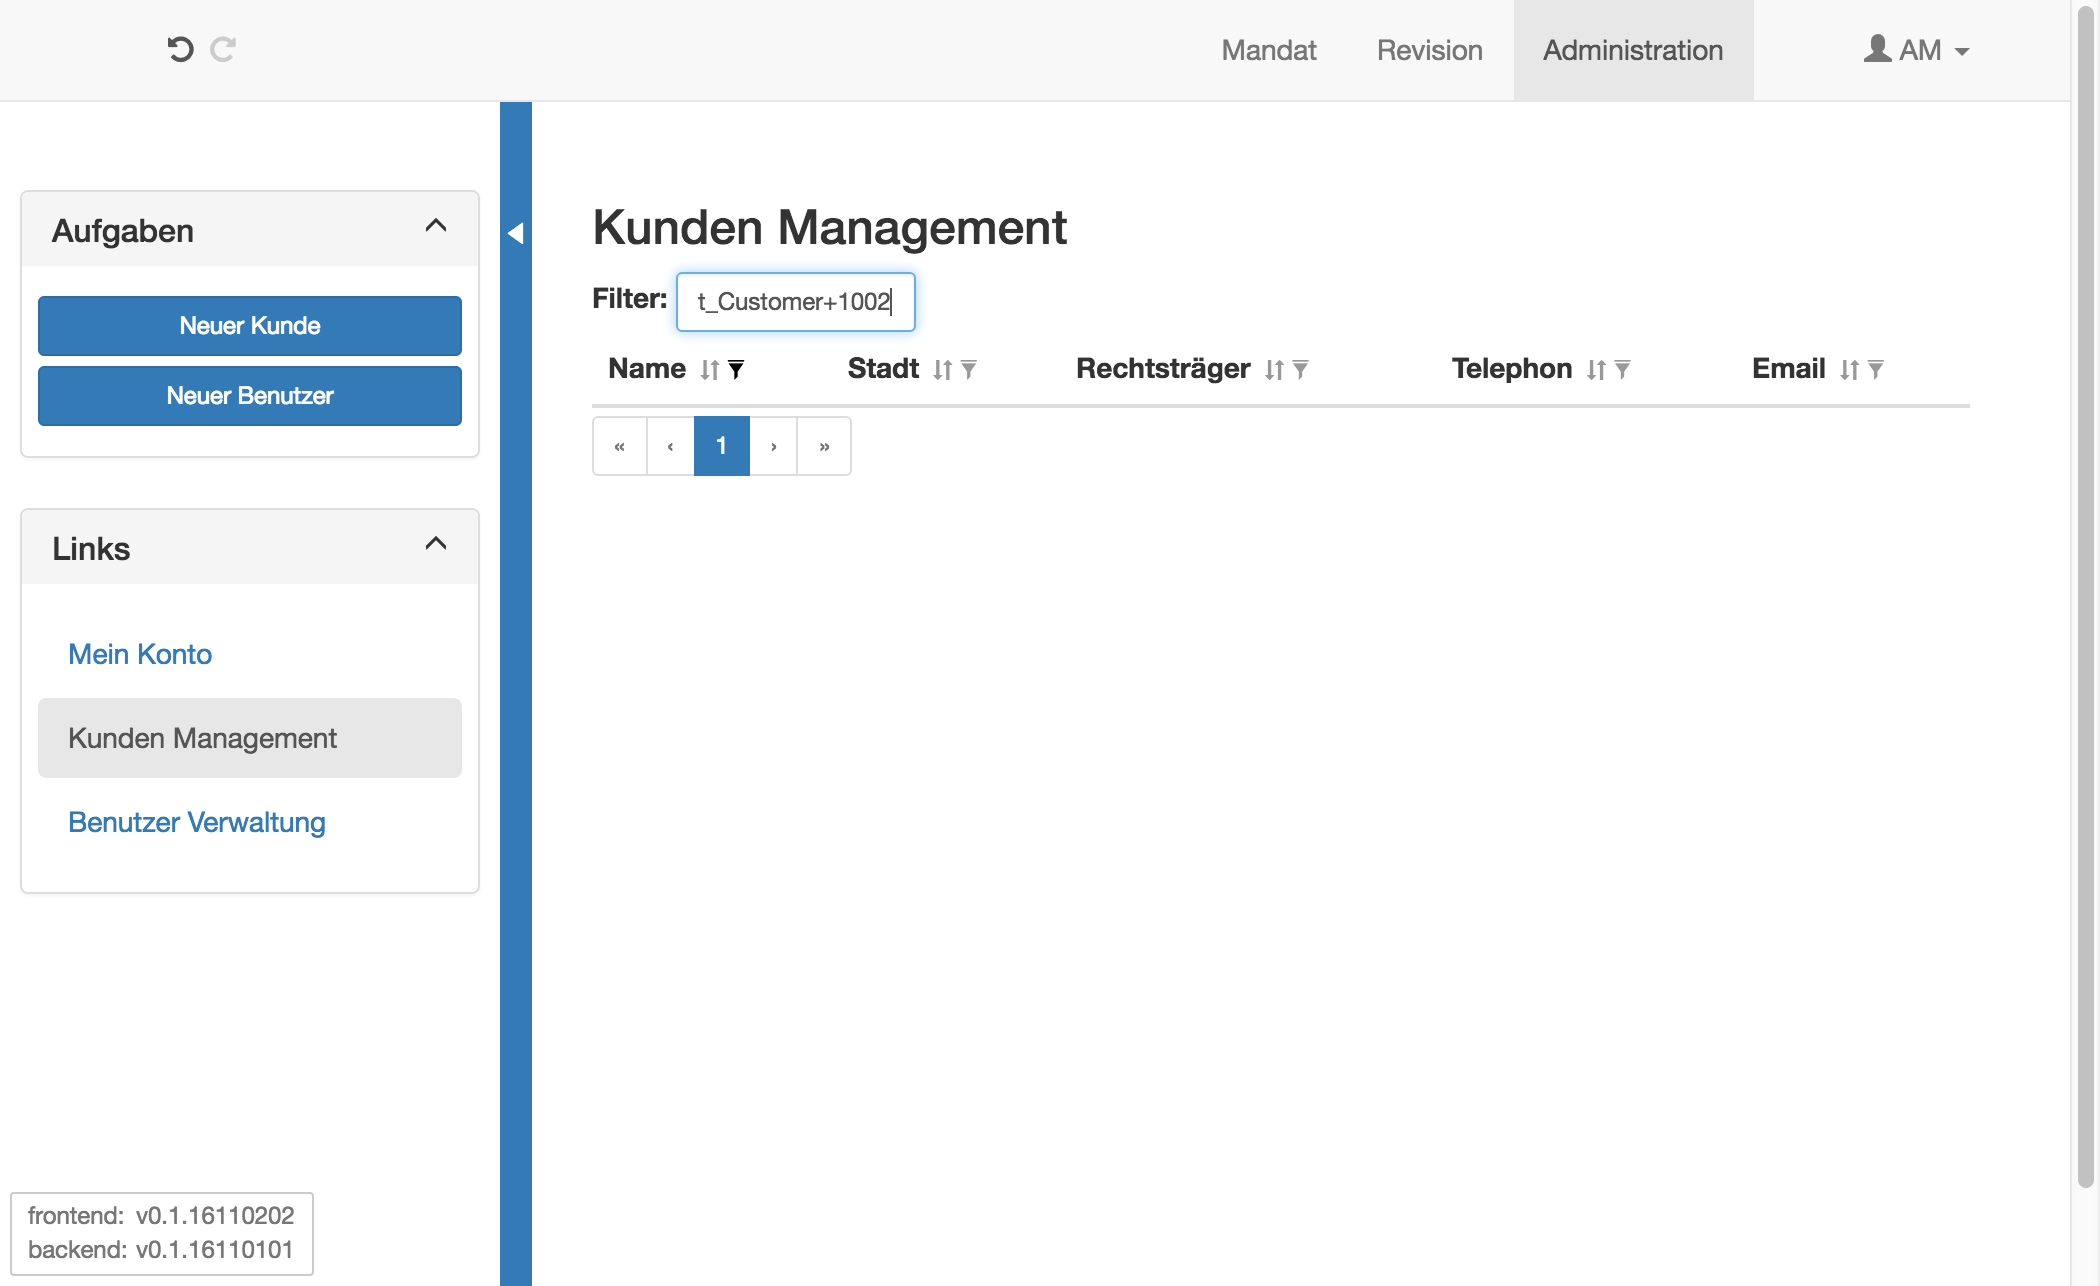 Mandat Revision Administration AM
Aufgaben
Neuer Kunde
Neuer Benutzer
Links
Mein Konto
Kunden Management
Benutzer Verwaltung
frontend: v0.1.16110202
backend: v0.1.16110101
Kunden Management
Filter: t_Customer+1002
Name Stadt Rechtsträger Telephon Email
« ‹ 1 › »